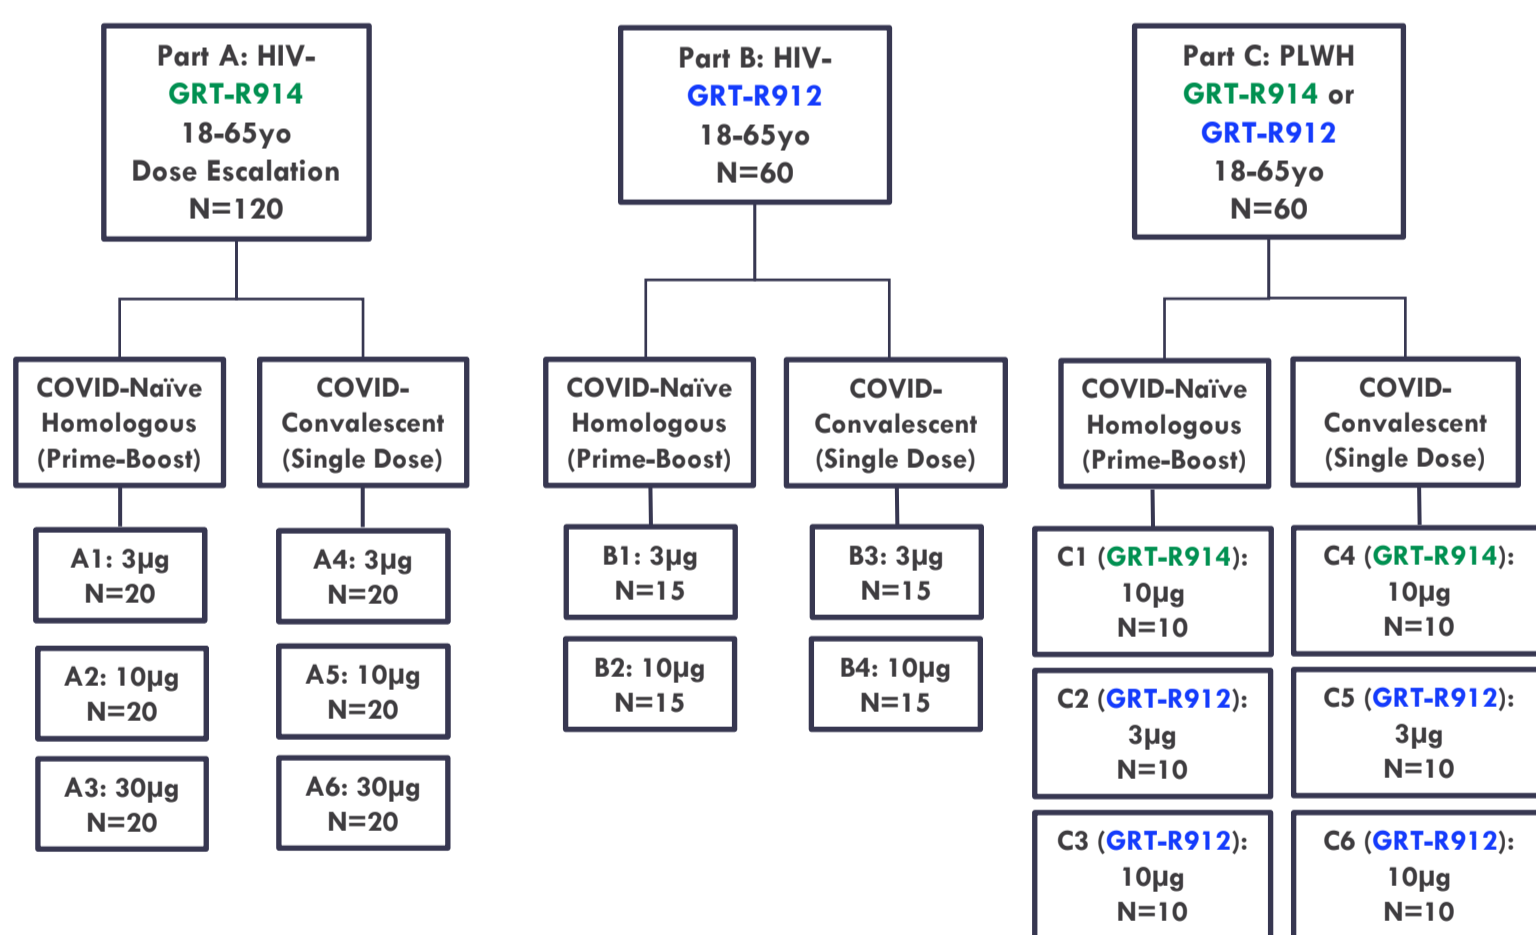 Part A: HIV-
GRT-R914
18-65yo
Dose Escalation
N=120
COVID-Naïve
Homologous
(Prime-Boost)
A1: 3µg
N=20
A2: 10µg
N=20
A3: 30µg
N=20
COVID-
Convalescent
(Single Dose)
A4: 3µg
N=20
A5: 10µg
N=20
A6: 30µg
N=20
Part B: HIV-
GRT-R912
18-65yo
N=60
COVID-Naïve
Homologous
(Prime-Boost)
B1: 3µg
N=15
B2: 10µg
N=15
COVID-
Convalescent
(Single Dose)
B3: 3µg
N=15
B4: 10µg
N=15
Part C: PLWH
GRT-R914 or
GRT-R912
18-65yo
N=60
COVID-Naïve
Homologous
(Prime-Boost)
C1 (GRT-R914):
10µg
N=10
C2 (GRT-R912):
3µg
N=10
C3 (GRT-R912):
10µg
N=10
COVID-
Convalescent
(Single Dose)
C4 (GRT-R914):
10µg
N=10
C5 (GRT-R912):
3µg
N=10
C6 (GRT-R912):
10µg
N=10